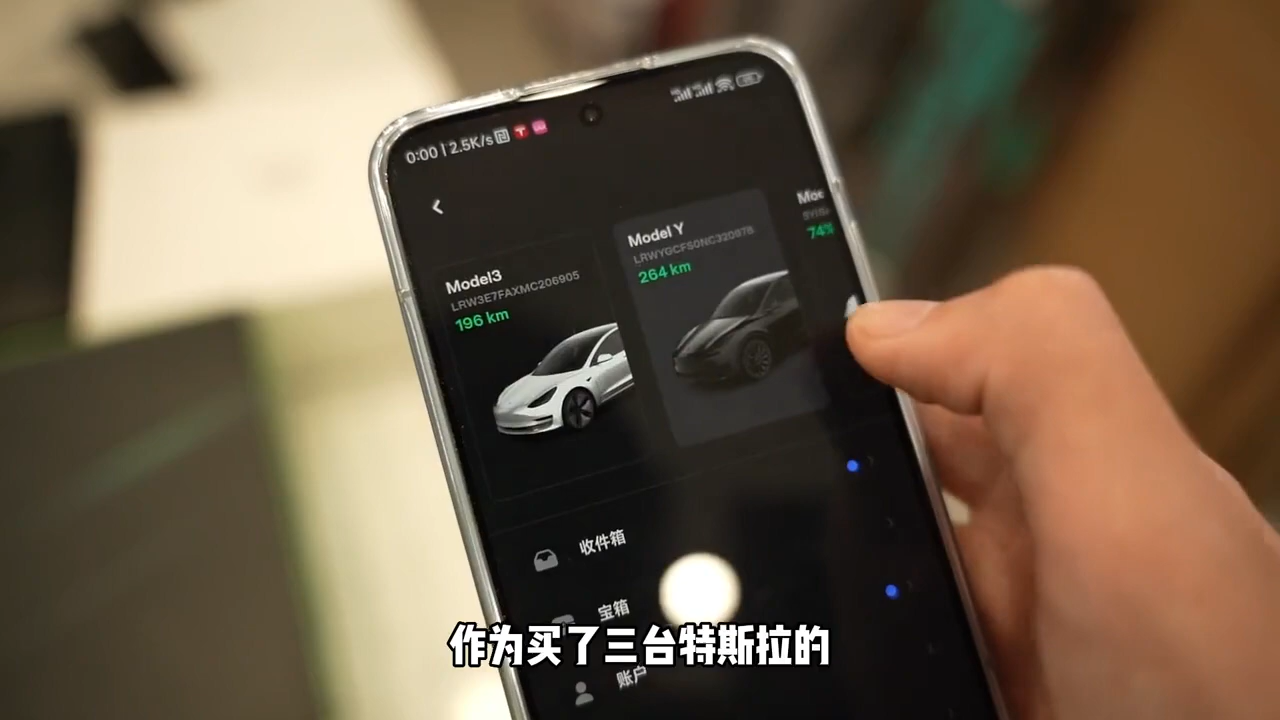 0:00 | 2.5K/s
Model3
LRW3E7FAXMC206905
196 km
Model Y
264 km
74%
收件箱
宝箱
账户
作为买了三台特斯拉的